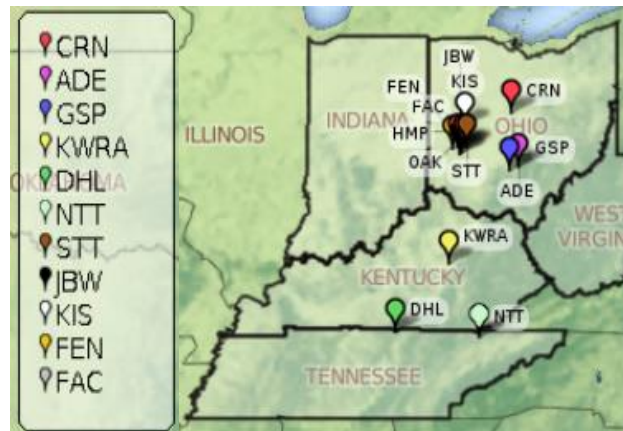 CRN
ADE
GSP
KWRA
OKLAHOMA
DHL
NTT
STT
JBW
KIS
FEN
FAC
JBW
FEN
KIS
CRN
FAC
ILLINOIS
INDIANA
HMP
OHIO
GSP
OAK
STT
ADE
WEST
VIRGIN
KWRA
KENTUCKY
DHL
NTT
TENNESSEE